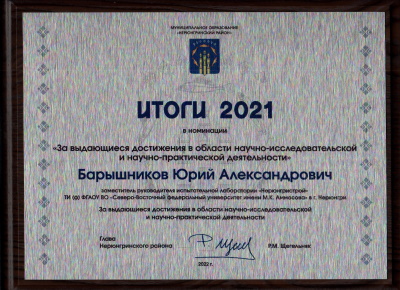 МУНИЦИПАЛЬНОЕ ОБРАЗОВАНИЕ
«НЕРЮНГРИНСКИЙ РАЙОН»
ИТОГИ 2021
в номинации
«За выдающиеся достижения в области научно-исследовательской
и научно-практической деятельности»
Барышников Юрий Александрович
заместитель руководителя испытательной лаборатории «Нерюнгристрой»
ТИ (ф) ФГАОУ ВО «Северо-Восточный федеральный университет имени М.К. Аммосова» в г. Нерюнгри
За выдающиеся достижения в области научно-исследовательской
и научно-практической деятельности
Глава
Нерюнгринского района
Р.М. Щегельняк
2022 г.